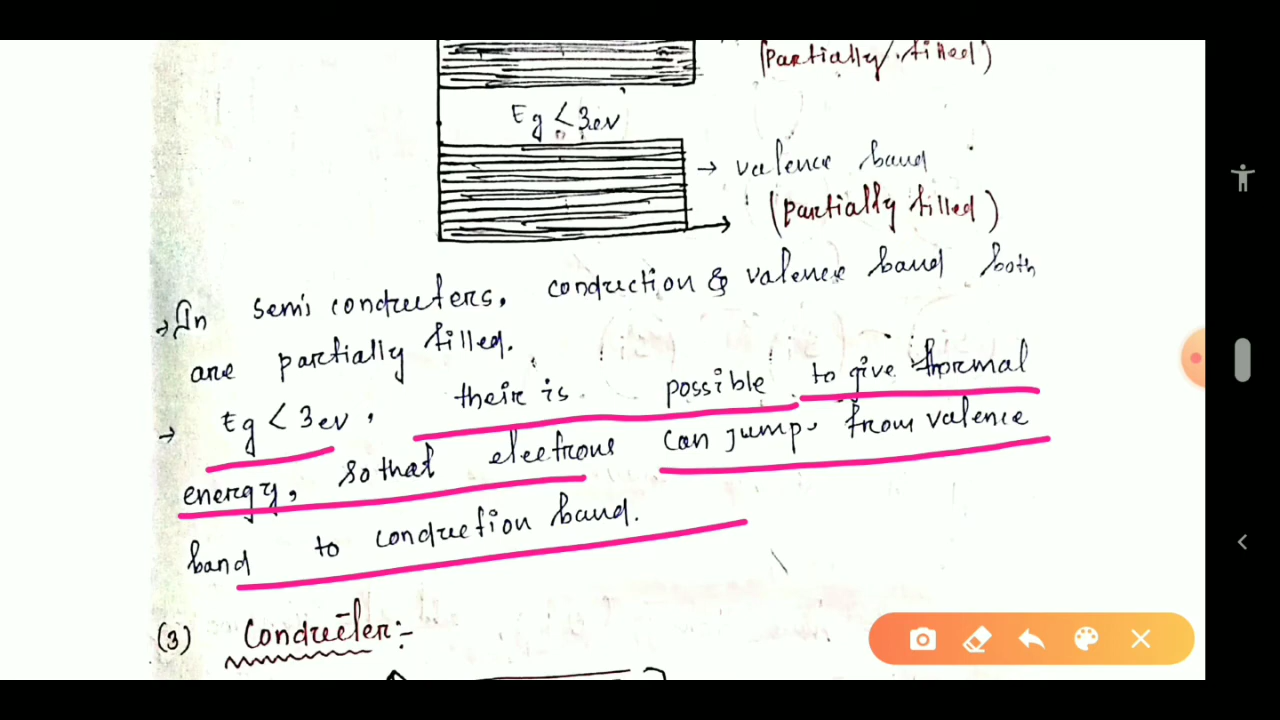 (partially filled)
Eg < 3ev
→ valence band
(partially filled)
→ In semi conducters, conduction & valence band both
are partially filled.
→ Eg < 3ev, their is possible to give thormal
energy, so that electrons can jump from valence
band to conduction band.
(3) Conducter:-